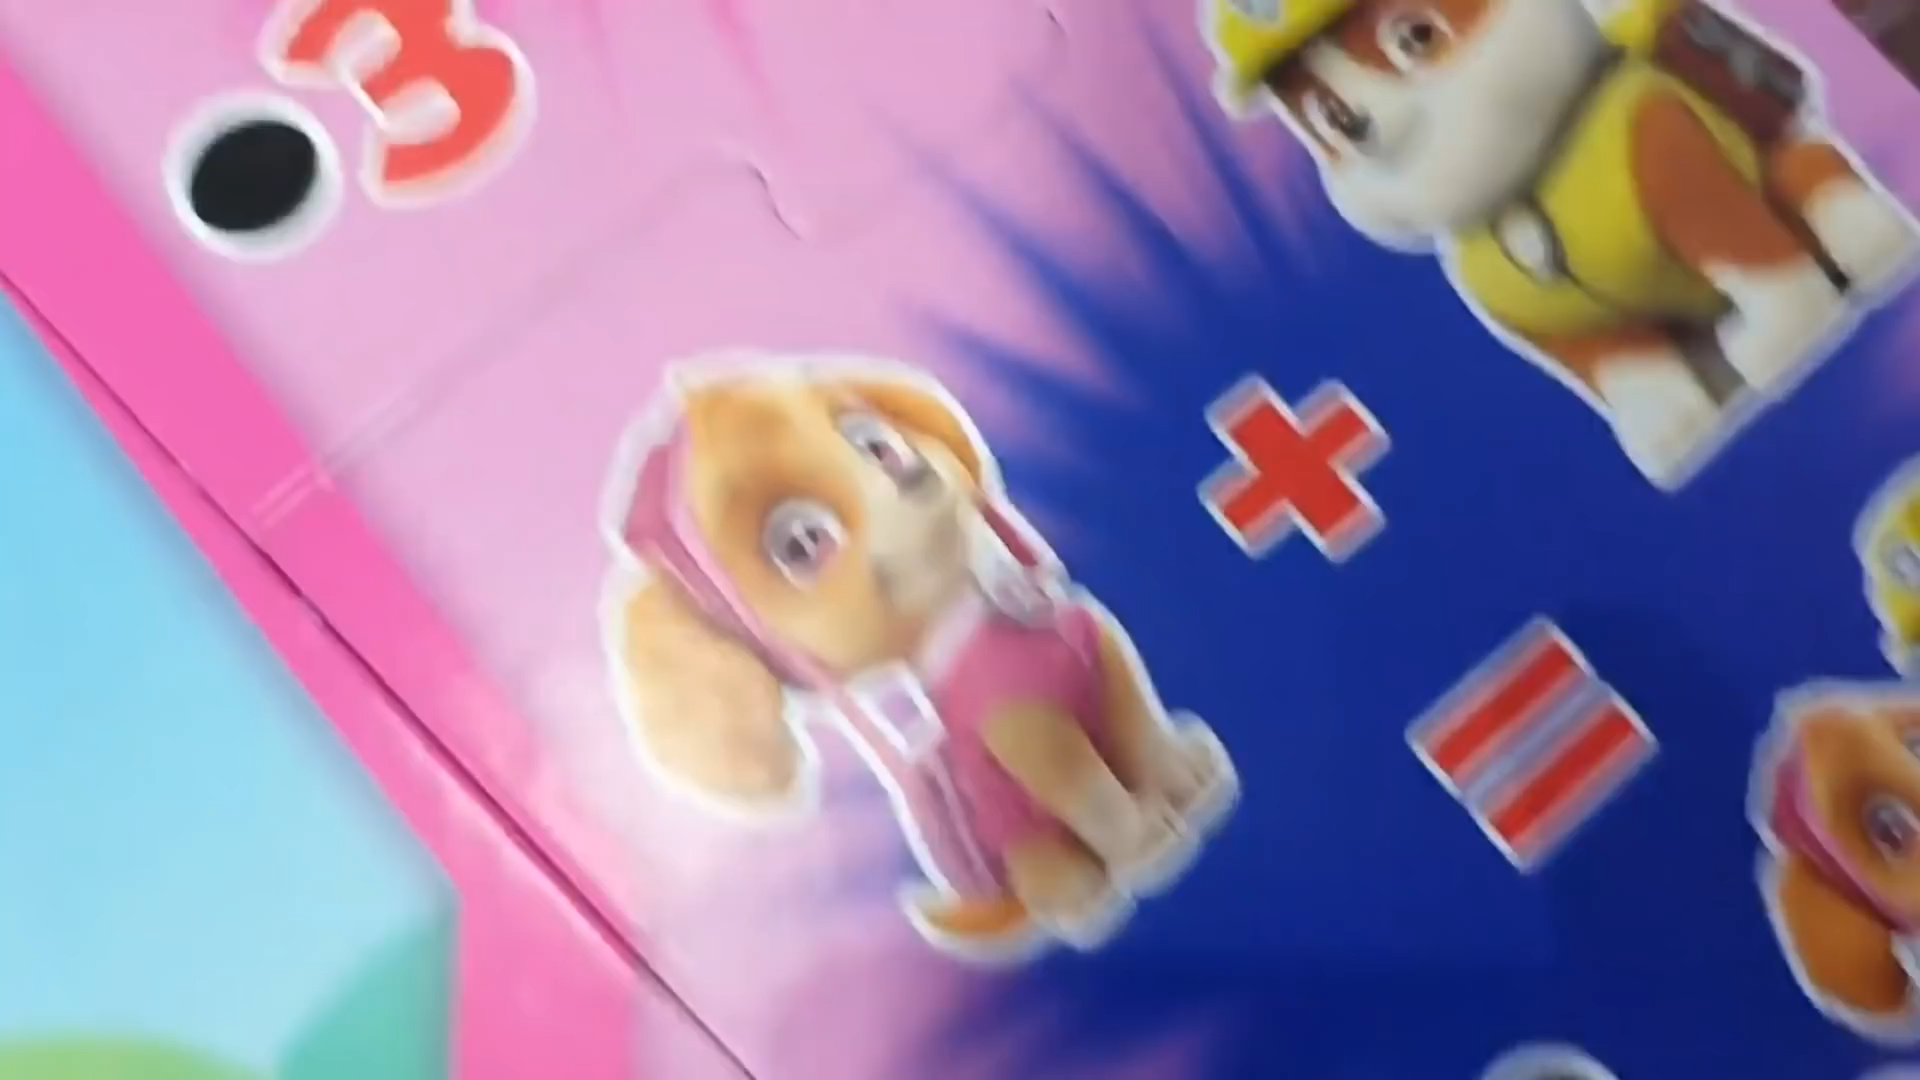 3
+
=